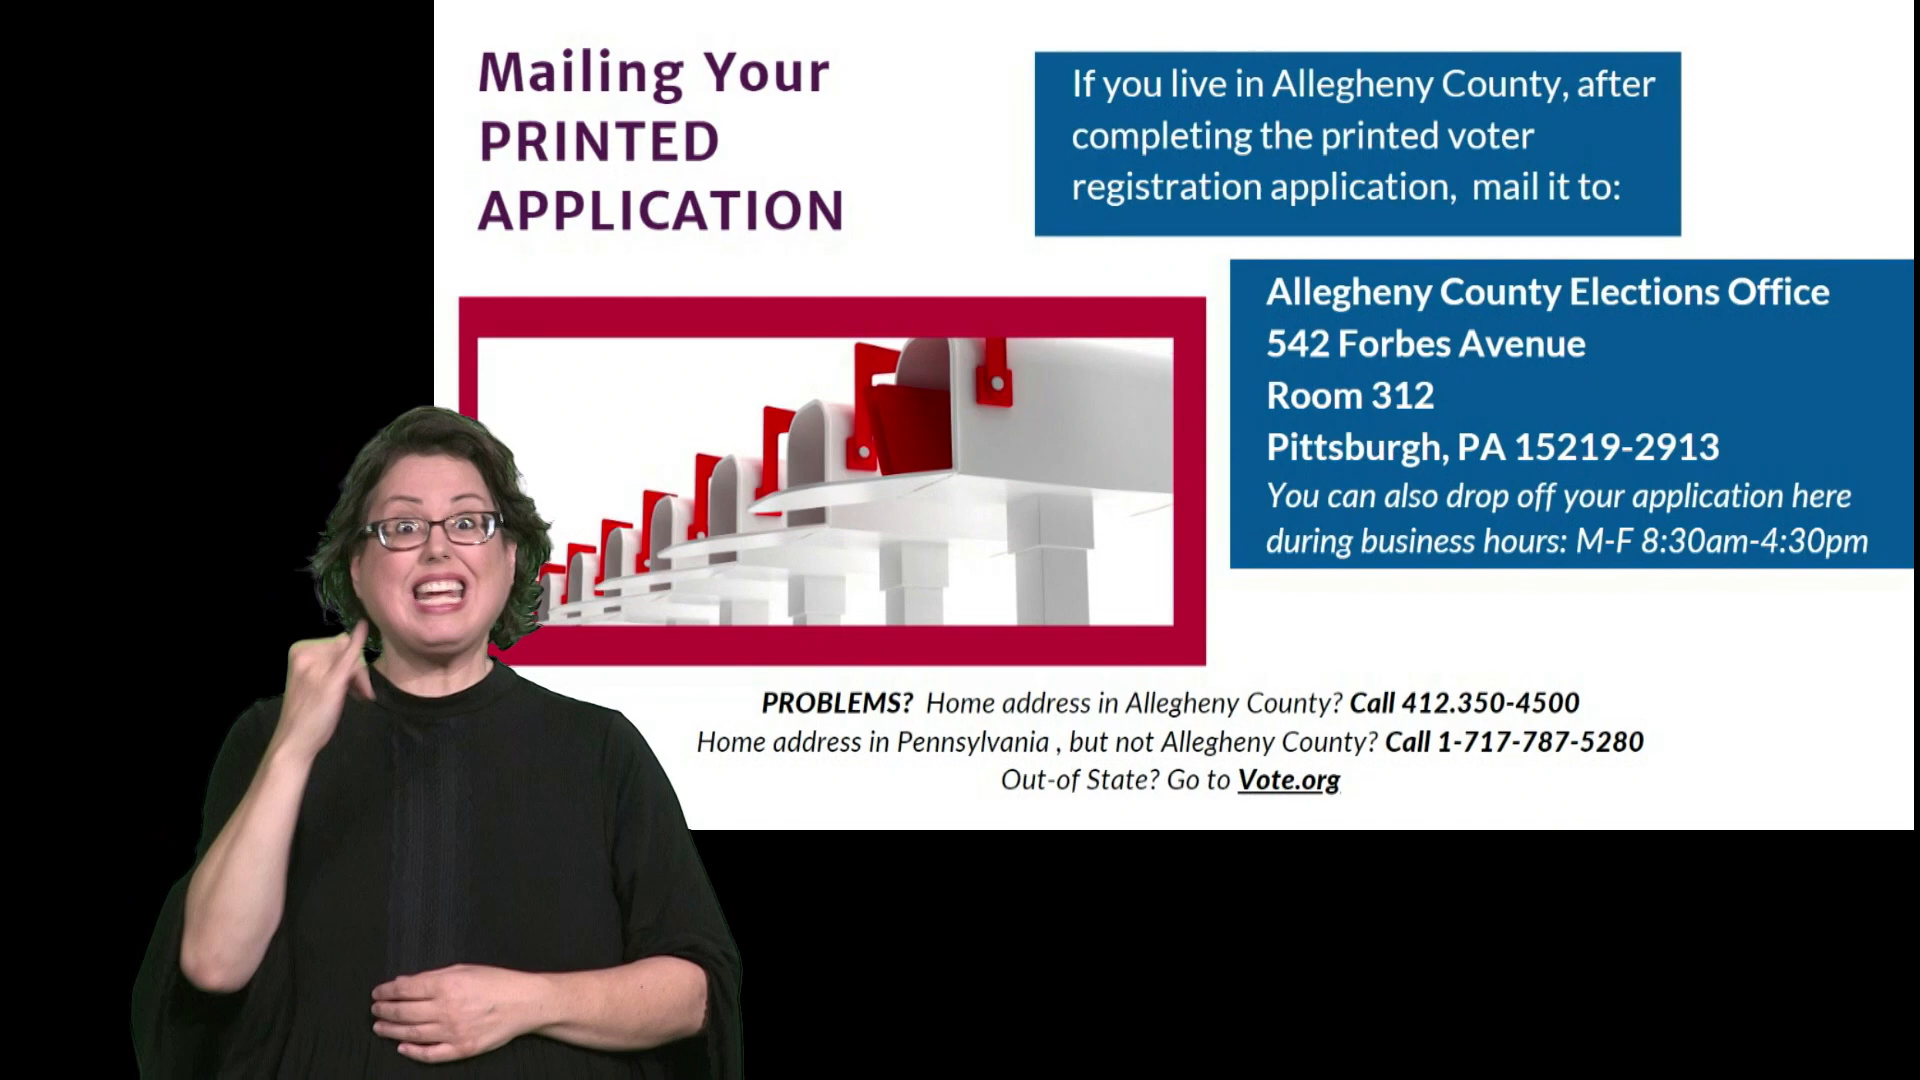 Mailing Your
PRINTED
APPLICATION
If you live in Allegheny County, after
completing the printed voter
registration application, mail it to:
Allegheny County Elections Office
542 Forbes Avenue
Room 312
Pittsburgh, PA 15219-2913
You can also drop off your application here
during business hours: M-F 8:30am-4:30pm
PROBLEMS? Home address in Allegheny County? Call 412.350-4500
Home address in Pennsylvania , but not Allegheny County? Call 1-717-787-5280
Out-of State? Go to Vote.org